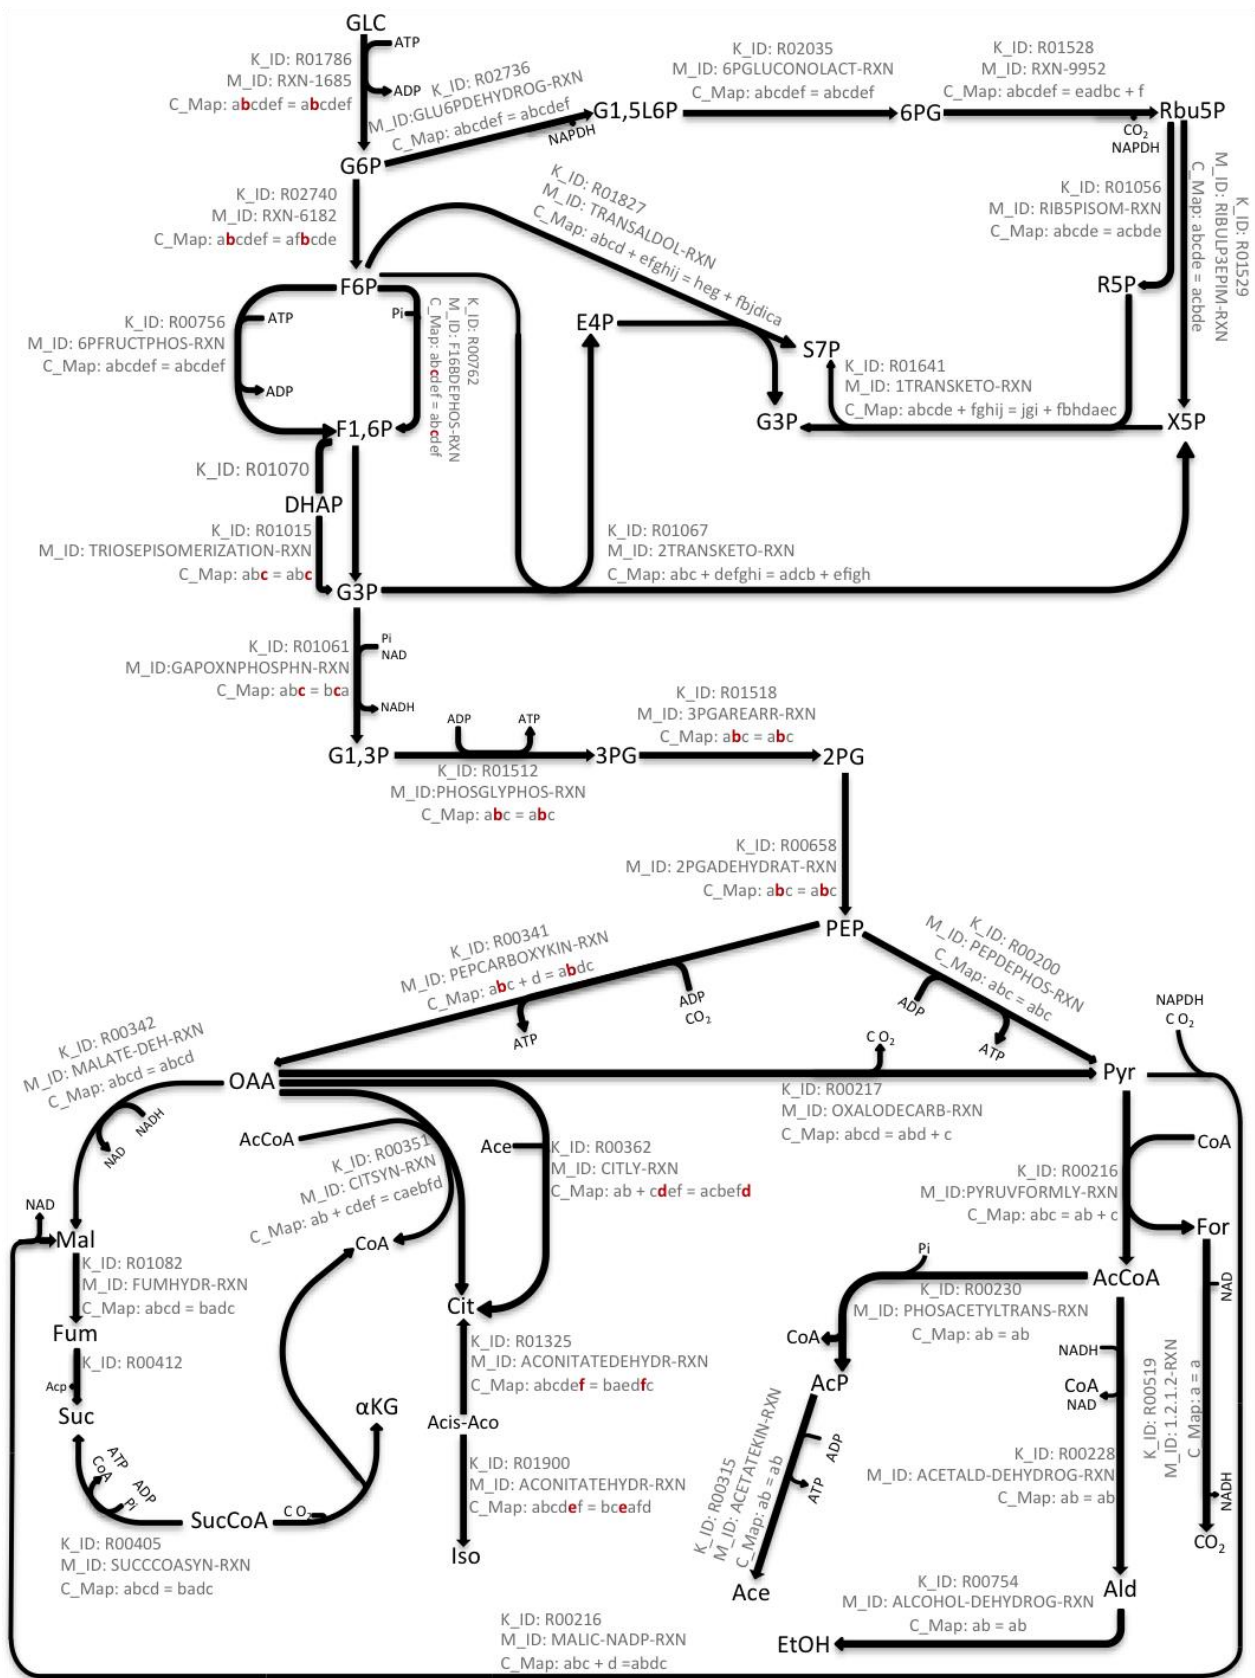 GLC
ATP
K_ID: R01786
M_ID: RXN-1685
C_Map: abcdef = abcdef
ADP
K_ID: R02736
M_ID:GLU6PDEHYDROG-RXN
C_Map: abcdef = abcdef
NAPDH
G1,5L6P
K_ID: R02035
M_ID: 6PGLUCONOLACT-RXN
C_Map: abcdef = abcdef
6PG
K_ID: R01528
M_ID: RXN-9952
C_Map: abcdef = eadbc + f
Rbu5P
CO2
NAPDH
G6P
K_ID: R02740
M_ID: RXN-6182
C_Map: abcdef = afbcde
K_ID: R01827
M_ID: TRANSALDOL-RXN
C_Map: abcd + efghij = heg + fbjdica
K_ID: R01056
M_ID: RIB5PISOM-RXN
C_Map: abcde = acbde
K_ID: R01529
M_ID: RIBULP3EPIM-RXN
C_Map: abcde = acbde
F6P
R5P
K_ID: R00756
M_ID: 6PFRUCTPHOS-RXN
C_Map: abcdef = abcdef
ATP
ADP
Pi
K_ID: R00762
M_ID: F16BDEPHOS-RXN
C_Map: abcdef = abcdef
E4P
S7P
K_ID: R01641
M_ID: 1TRANSKETO-RXN
C_Map: abcde + fghij = jgi + fbhdaec
G3P
X5P
F1,6P
K_ID: R01070
DHAP
K_ID: R01015
M_ID: TRIOSEPISOMERIZATION-RXN
C_Map: abc = abc
K_ID: R01067
M_ID: 2TRANSKETO-RXN
C_Map: abc + defghi = adcb + efigh
G3P
K_ID: R01061
M_ID:GAPOXNPHOSPHN-RXN
C_Map: abc = bca
Pi
NAD
NADH
G1,3P
ADP
ATP
K_ID: R01512
M_ID:PHOSGLYPHOS-RXN
C_Map: abc = abc
3PG
K_ID: R01518
M_ID: 3PGAREARR-RXN
C_Map: abc = abc
2PG
K_ID: R00658
M_ID: 2PGADEHYDRAT-RXN
C_Map: abc = abc
PEP
K_ID: R00341
M_ID: PEPCARBOXYKIN-RXN
C_Map: abc + d = abdc
ADP
CO2
ATP
K_ID: R00200
M_ID: PEPDEPHOS-RXN
C_Map: abc = abc
ADP
ATP
NAPDH
C O2
K_ID: R00342
M_ID: MALATE-DEH-RXN
C_Map: abcd = abcd
OAA
C O2
Pyr
K_ID: R00217
M_ID: OXALODECARB-RXN
C_Map: abcd = abd + c
NADH
NAD
AcCoA
K_ID: R00351
M_ID: CITSYN-RXN
C_Map: ab + cdef = caebfd
Ace
K_ID: R00362
M_ID: CITLY-RXN
C_Map: ab + cdef = acbefd
CoA
K_ID: R00216
M_ID:PYRUVFORMLY-RXN
C_Map: abc = ab + c
For
NAD
Mal
K_ID: R01082
M_ID: FUMHYDR-RXN
C_Map: abcd = badc
CoA
Pi
AcCoA
K_ID: R00230
M_ID: PHOSACETYLTRANS-RXN
C_Map: ab = ab
NAD
Fum
K_ID: R00412
Acp
Suc
Cit
K_ID: R01325
M_ID: ACONITATEDEHYDR-RXN
C_Map: abcdef = baedfc
CoA
AcP
NADH
CoA
NAD
K_ID: R00519
M_ID: 1.2.1.2-RXN
C_Map: a = a
αKG
Acis-Aco
K_ID: R01900
M_ID: ACONITATEHYDR-RXN
C_Map: abcdef = bceafd
K_ID: R00315
M_ID: ACETATEKIN-RXN
C_Map: ab = ab
ADP
ATP
K_ID: R00228
M_ID: ACETALD-DEHYDROG-RXN
C_Map: ab = ab
NADH
CO2
ATP
CoA
ADP
Pi
SucCoA
C O2
K_ID: R00405
M_ID: SUCCCOASYN-RXN
C_Map: abcd = badc
Iso
Ace
Ald
K_ID: R00754
M_ID: ALCOHOL-DEHYDROG-RXN
C_Map: ab = ab
EtOH
K_ID: R00216
M_ID: MALIC-NADP-RXN
C_Map: abc + d =abdc